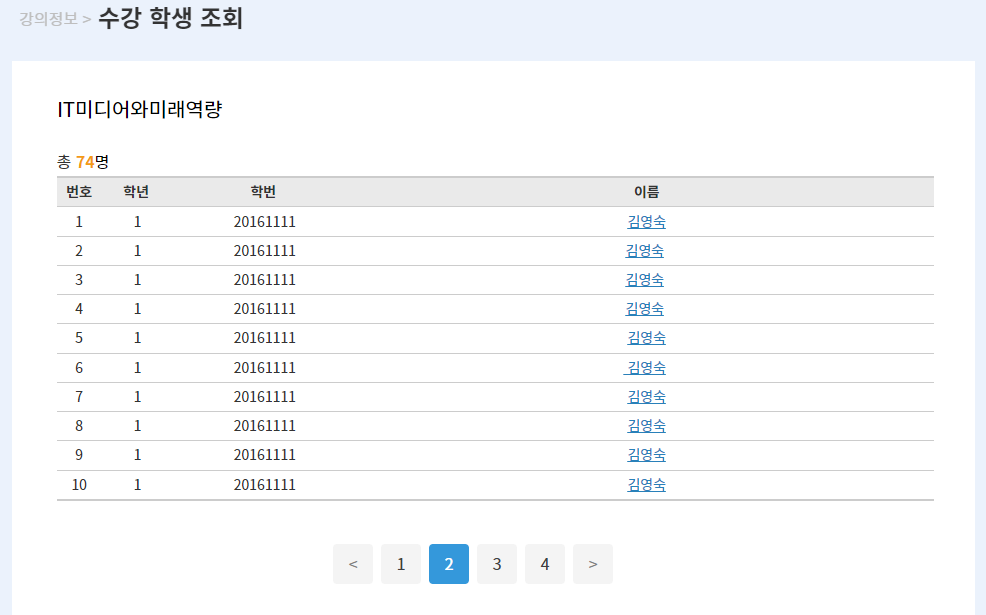 강의정보 > 수강 학생 조회
IT미디어와미래역량
총 74명
번호 학년 학번 이름
1 1 20161111 김영숙
2 1 20161111 김영숙
3 1 20161111 김영숙
4 1 20161111 김영숙
5 1 20161111 김영숙
6 1 20161111 김영숙
7 1 20161111 김영숙
8 1 20161111 김영숙
9 1 20161111 김영숙
10 1 20161111 김영숙
< 1 2 3 4 >